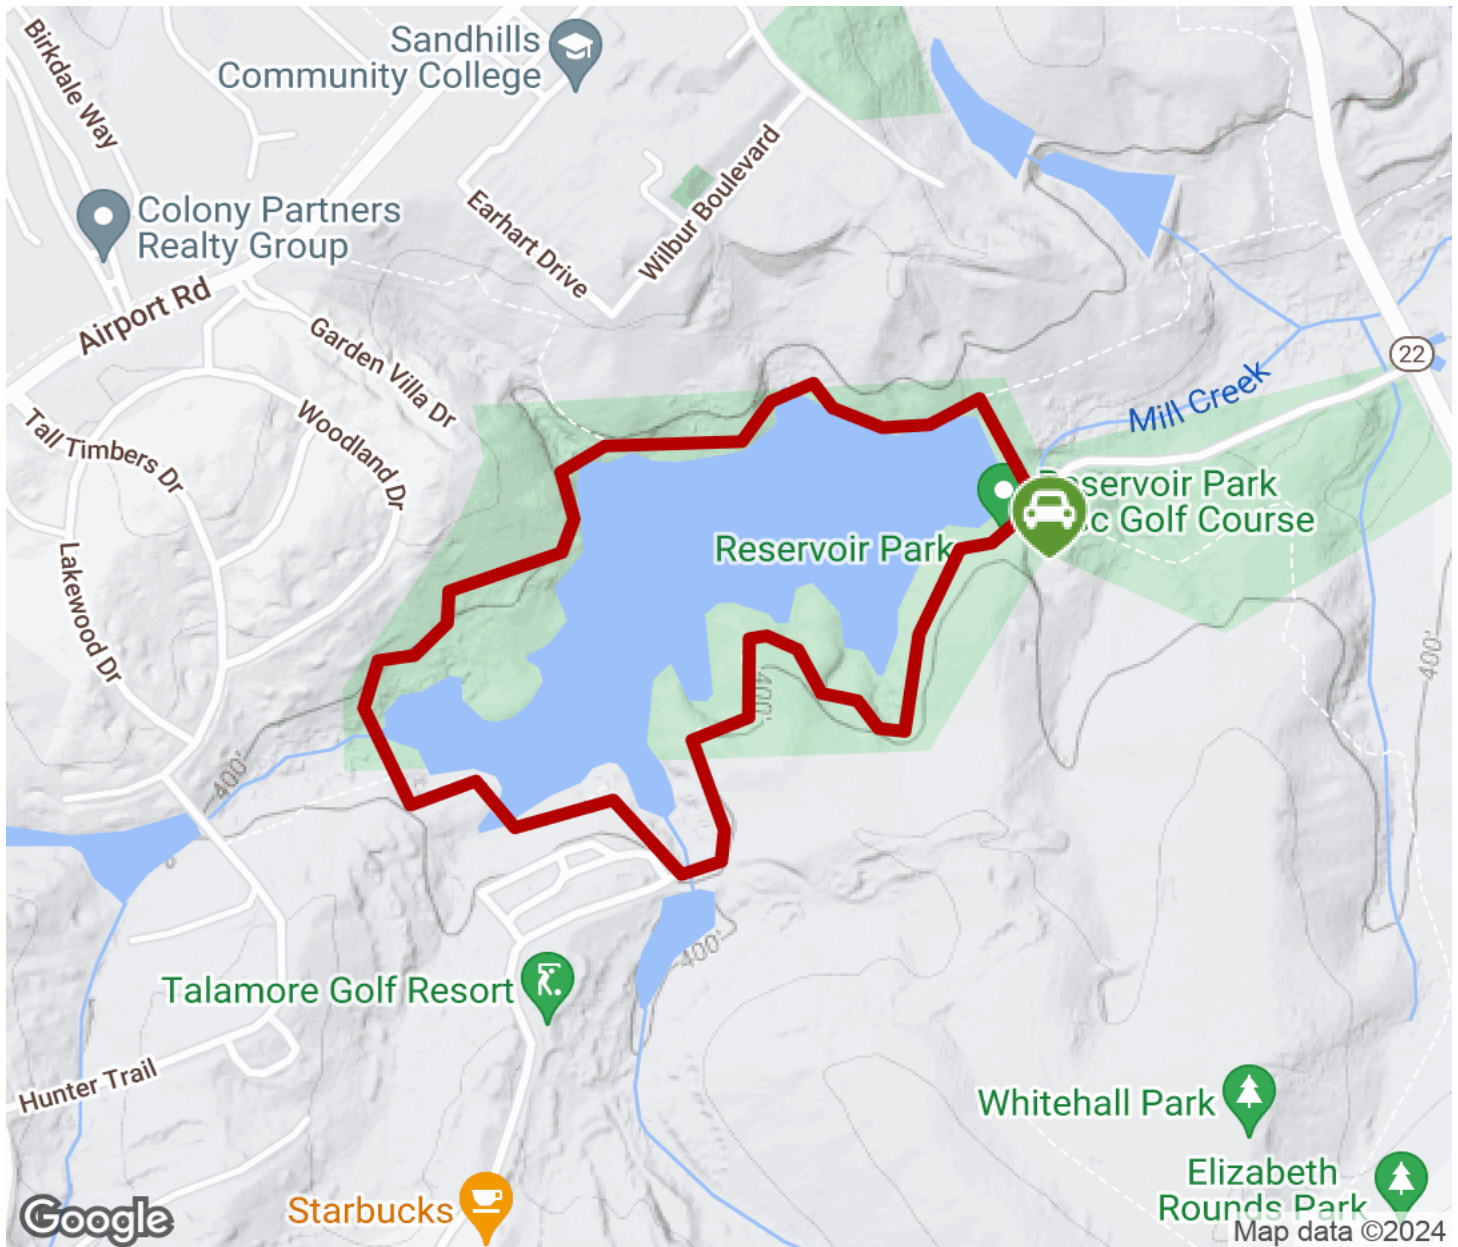 Birkdale Way
Sandhills
Community College
Colony Partners
Realty Group
Earhart Drive
Wilbur Boulevard
Airport Rd
Garden Villa Dr
Woodland Dr
Tall Timbers Dr
Lakewood Dr
22
Mill Creek
Reservoir Park
c Golf Course
Reservoir Park
400'
400'
400'
400'
Talamore Golf Resort
Hunter Trail
Whitehall Park
Elizabeth
Rounds Park
Starbucks
Google
Map data ©2024